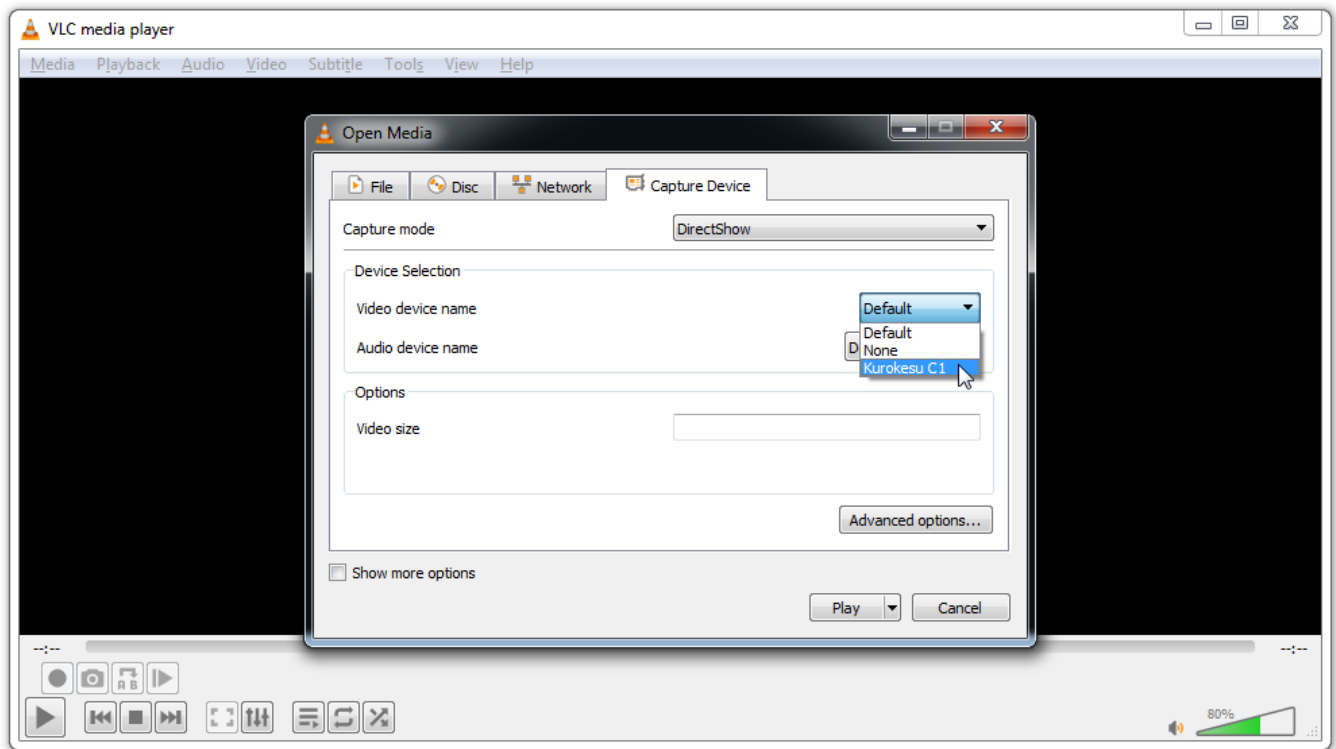 VLC media player
Media Playback Audio Video Subtitle Tools View Help
Open Media
File Disc Network Capture Device
Capture mode DirectShow
Device Selection
Video device name Default
Default
Audio device name D None
Kurokesu C1
Options
Video size
Advanced options...
Show more options
Play Cancel
--:-- --:--
A B
80%